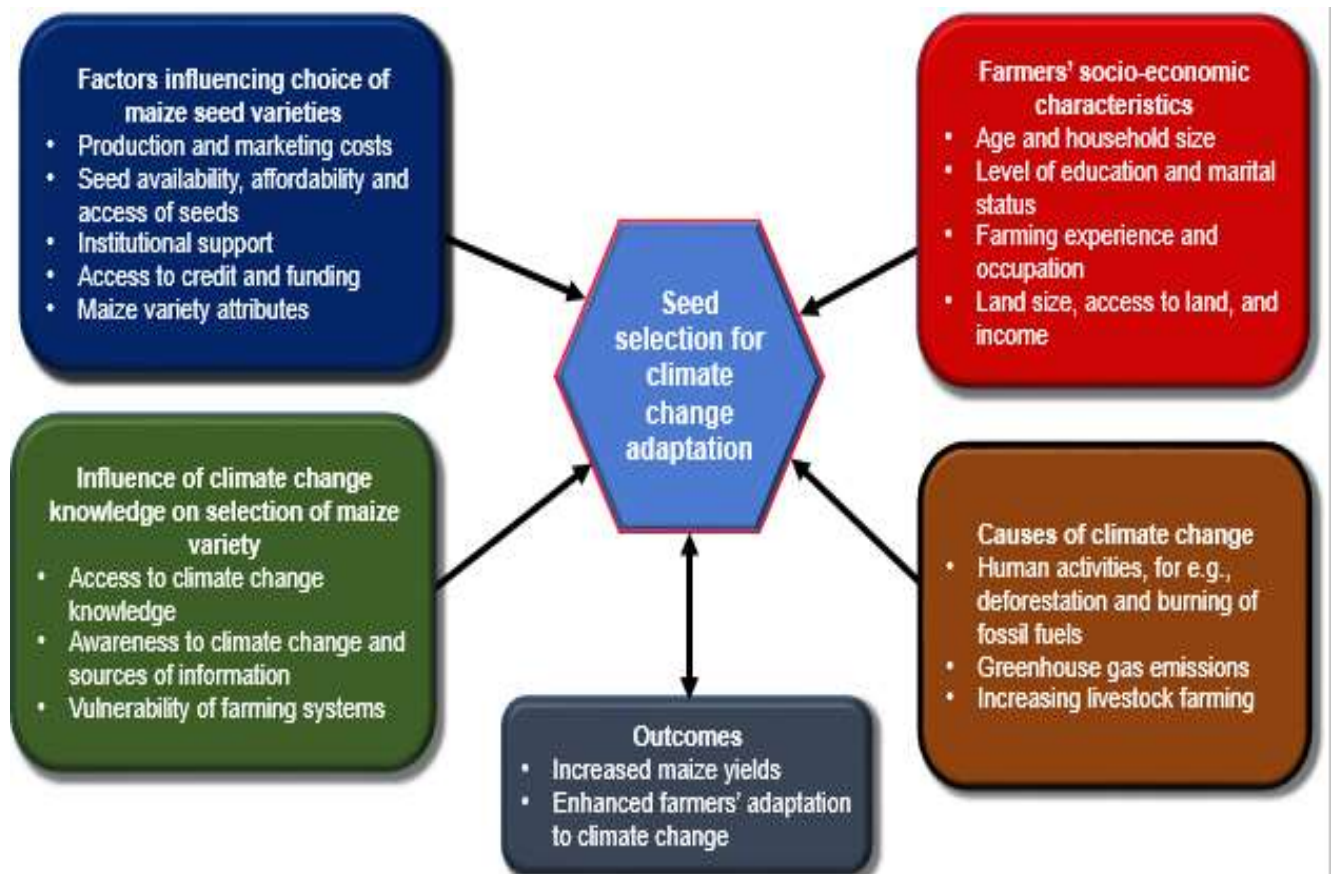 Factors influencing choice of
maize seed varieties
• Production and marketing costs
• Seed availability, affordability and
access of seeds
• Institutional support
• Access to credit and funding
• Maize variety attributes
Farmers' socio-economic
characteristics
• Age and household size
• Level of education and marital
status
• Farming experience and
occupation
• Land size, access to land, and
income
Seed
selection for
climate
change
adaptation
Influence of climate change
knowledge on selection of maize
variety
• Access to climate change
knowledge
• Awareness to climate change and
sources of information
• Vulnerability of farming systems
Causes of climate change
• Human activities, for e.g.,
deforestation and burning of
fossil fuels
• Greenhouse gas emissions
• Increasing livestock farming
Outcomes
• Increased maize yields
• Enhanced farmers' adaptation
to climate change